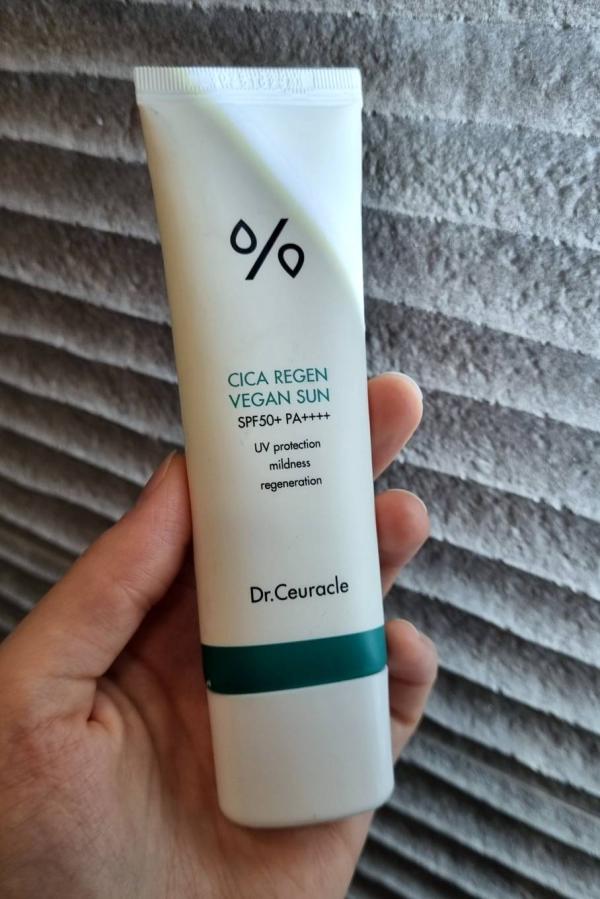 %
CICA REGEN
VEGAN SUN
SPF50+ PA++++
UV protection
mildness
regeneration
Dr.Ceuracle